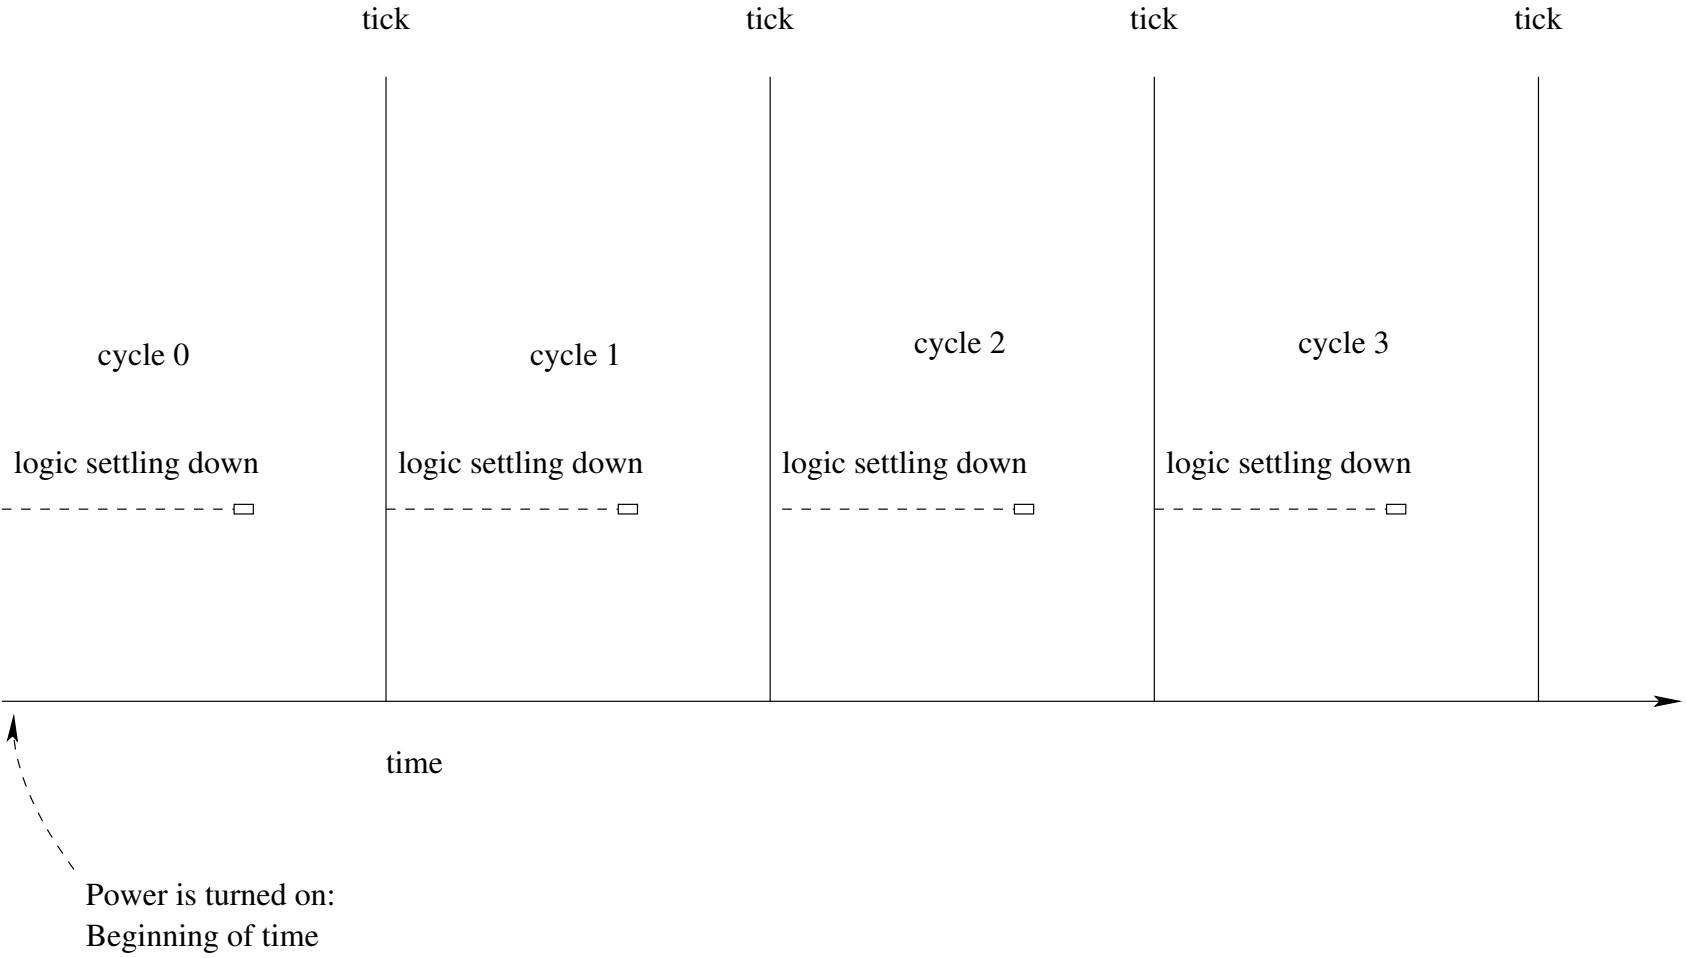 tick
tick
tick
tick
cycle 0
cycle 1
cycle 2
cycle 3
logic settling down
logic settling down
logic settling down
logic settling down
time
Power is turned on:
Beginning of time